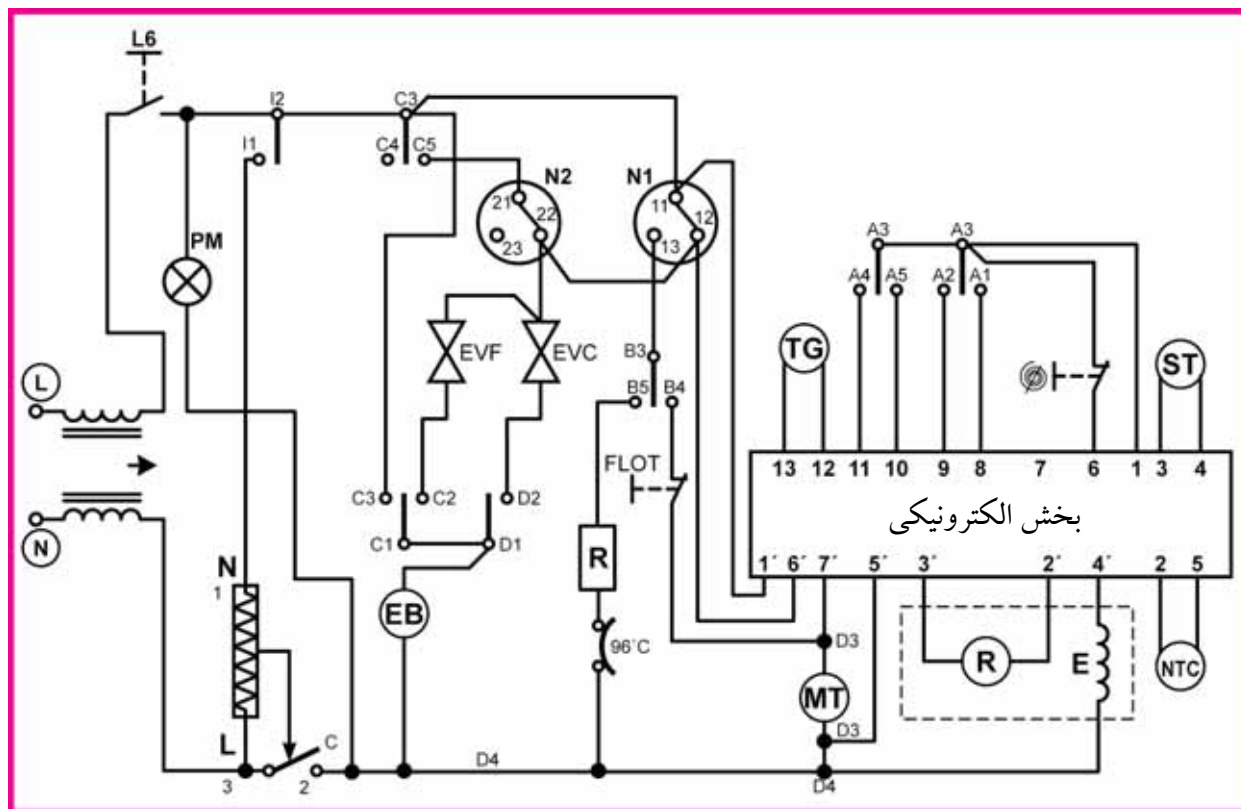 L6
I2
C3
I1
C4 C5
N2
N1
21
22
23
11
12
13
PM
A3 A3
A4 A5 A2 A1
EVF EVC
B3
B5 B4
TG
ST
L
FLOT
13 12 11 10 9 8 7 6 1 3 4
بخش الکترونیکی
1´ 6´ 7´ 5´ 3´ 2´ 4´ 2 5
C3 C2 D2
C1 D1
N
N
1
R
EB
96°C
D3
R
E
NTC
MT
D3
L
C
3 2
D4
D4